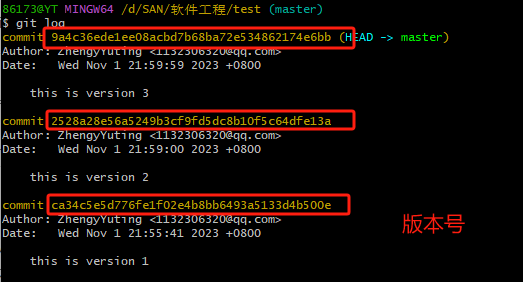 86173@YT MINGW64 /d/SAN/软件工程/test (master)
$ git log
commit 9a4c36ede1ee08acbd7b68ba72e534862174e6bb (HEAD -> master)
Author: ZhengyYuting <1132306320@qq.com>
Date:   Wed Nov 1 21:59:59 2023 +0800
this is version 3
commit 2528a28e56a5249b3cf9fd5dc8b10f5c64dfe13a
Author: ZhengyYuting <1132306320@qq.com>
Date:   Wed Nov 1 21:59:00 2023 +0800
this is version 2
commit ca34c5e5d776fe1f02e4b8bb6493a5133d4b500e
Author: ZhengyYuting <1132306320@qq.com>
Date:   Wed Nov 1 21:55:41 2023 +0800
版本号
this is version 1